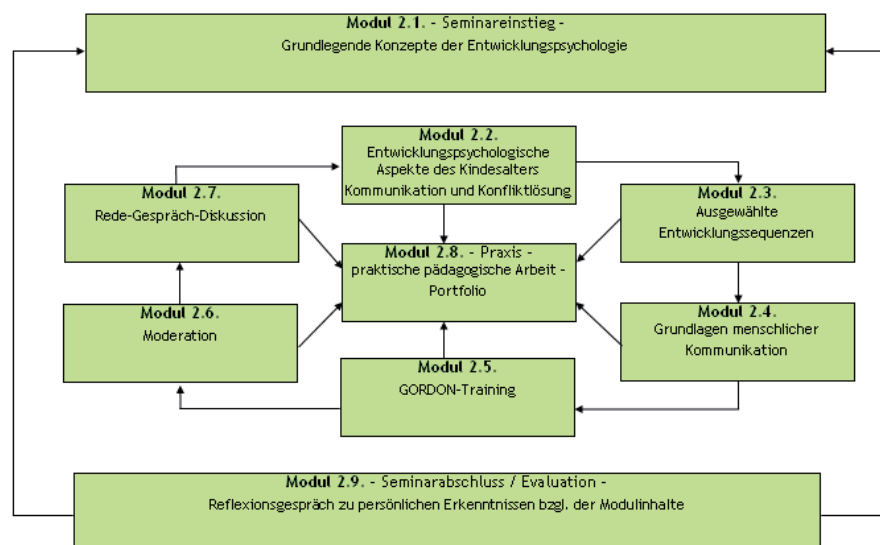 Modul 2.1. - Seminareinstieg -
Grundlegende Konzepte der Entwicklungspsychologie
Modul 2.2.
Entwicklungspsychologische
Aspekte des Kindesalters
Kommunikation und Konfliktlösung
Modul 2.7.
Rede-Gespräch-Diskussion
Modul 2.3.
Ausgewählte
Entwicklungssequenzen
Modul 2.8. - Praxis -
praktische pädagogische Arbeit -
Portfolio
Modul 2.6.
Moderation
Modul 2.4.
Grundlagen menschlicher
Kommunikation
Modul 2.5.
GORDON-Training
Modul 2.9. - Seminarabschluss / Evaluation -
Reflexionsgespräch zu persönlichen Erkenntnissen bzgl. der Modulinhalte